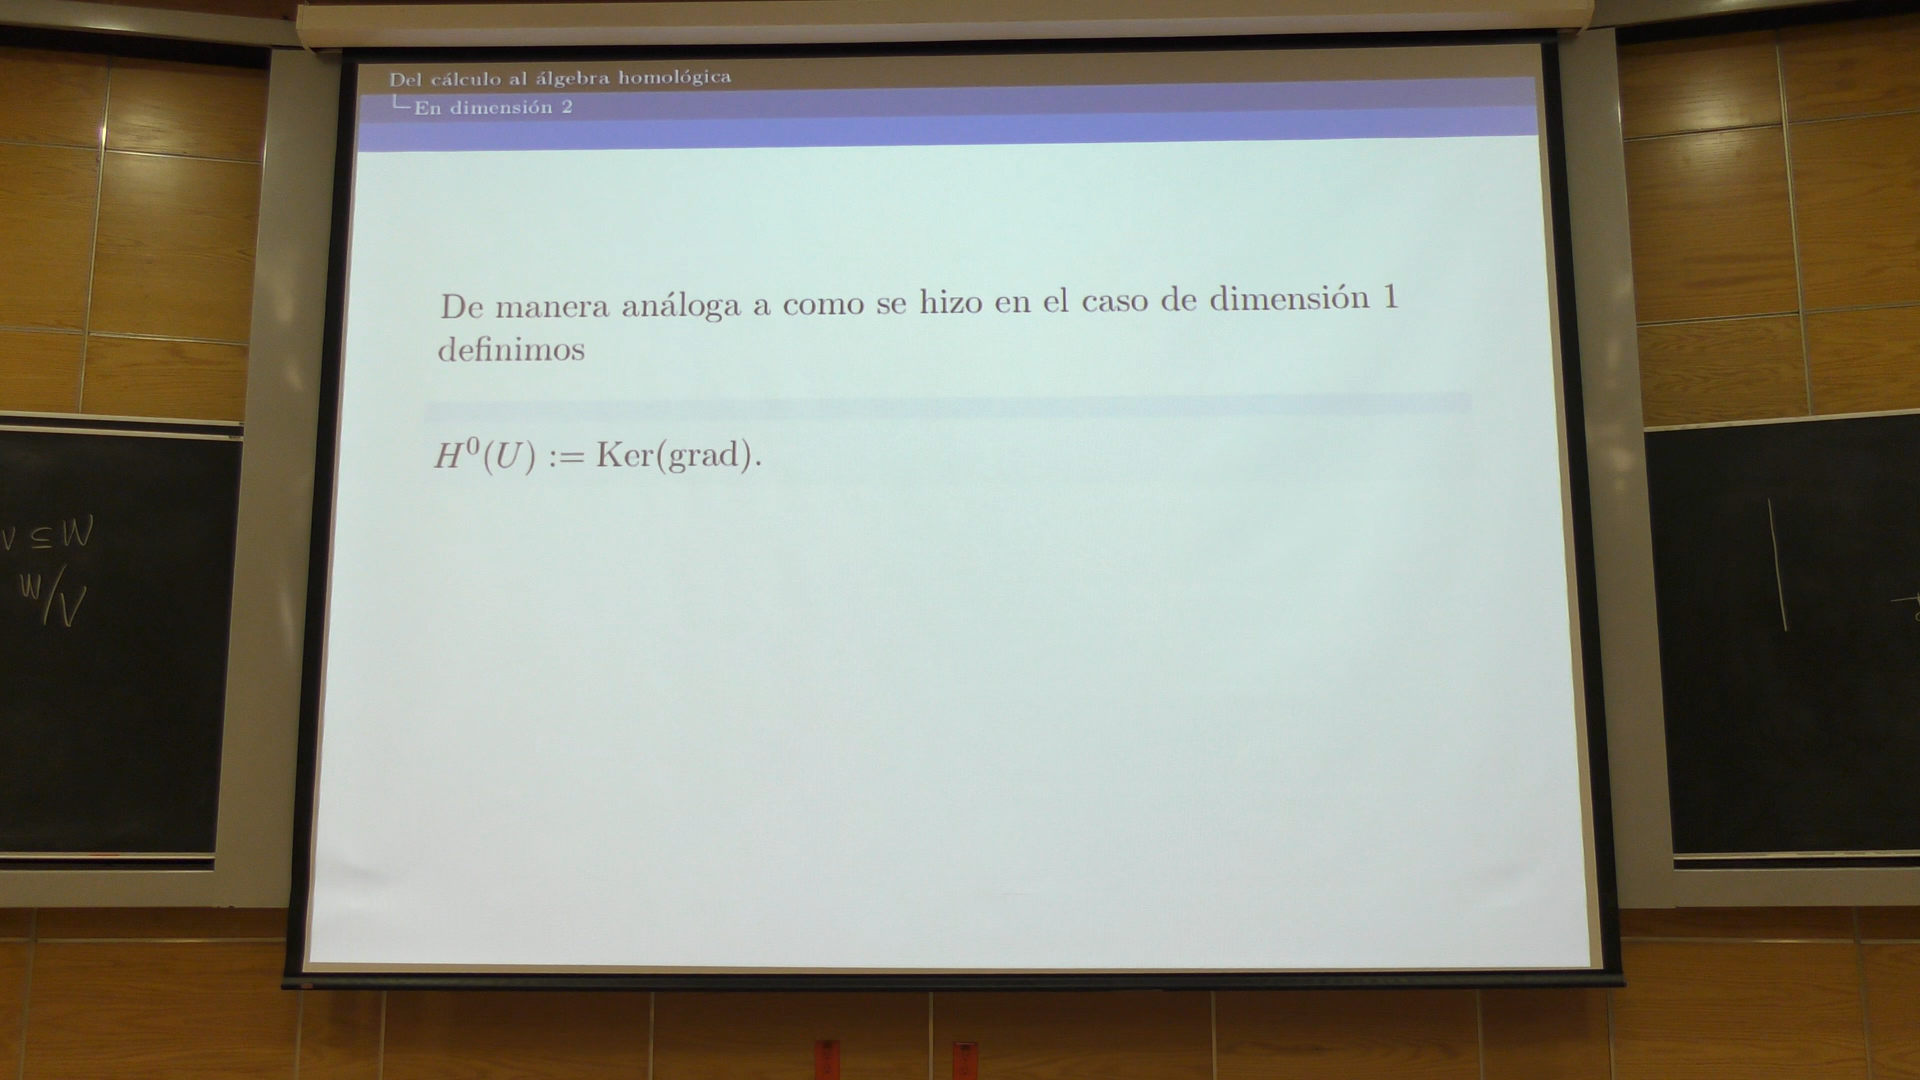 Del cálculo al álgebra homológica
En dimensión 2
De manera análoga a como se hizo en el caso de dimensión 1
definimos
H⁰(U) := Ker(grad).
V ⊆ W
W/V